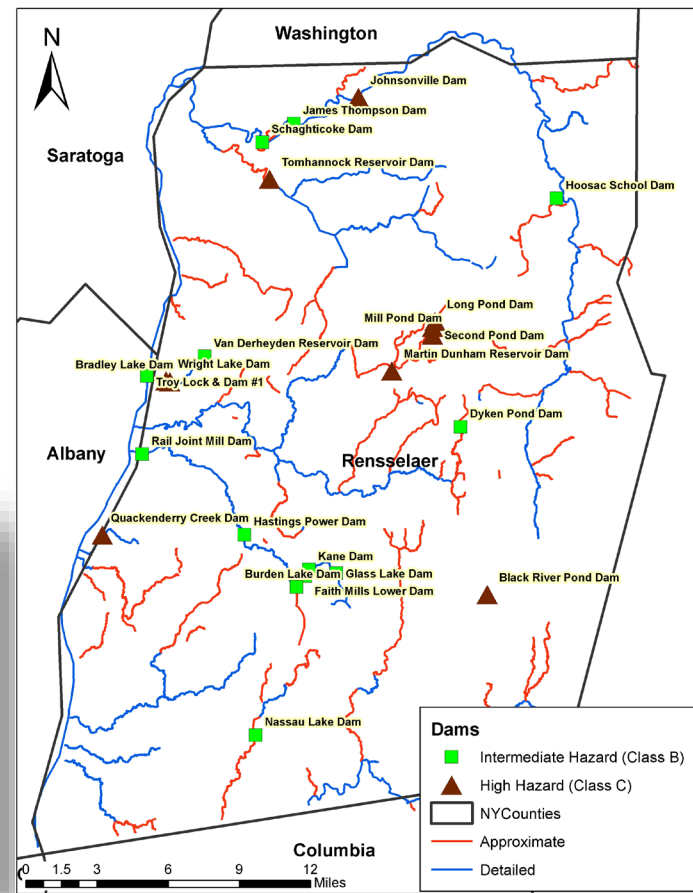 Washington
N
Johnsonville Dam
James Thompson Dam
Schaghticoke Dam
Saratoga
Tomhannock Reservoir Dam
Hoosac School Dam
Long Pond Dam
Mill Pond Dam
Second Pond Dam
Van Derheyden Reservoir Dam
Martin Dunham Reservoir Dam
Bradley Lake Dam
Wright Lake Dam
Troy Lock & Dam #1
Dyken Pond Dam
Rail Joint Mill Dam
Albany
Rensselaer
Quackenderry Creek Dam
Hastings Power Dam
Kane Dam
Burden Lake Dam
Glass Lake Dam
Black River Pond Dam
Faith Mills Lower Dam
Nassau Lake Dam
Dams
Intermediate Hazard (Class B)
High Hazard (Class C)
NYCounties
Approximate
Detailed
Columbia
0 1.5 3 6 9 12
Miles